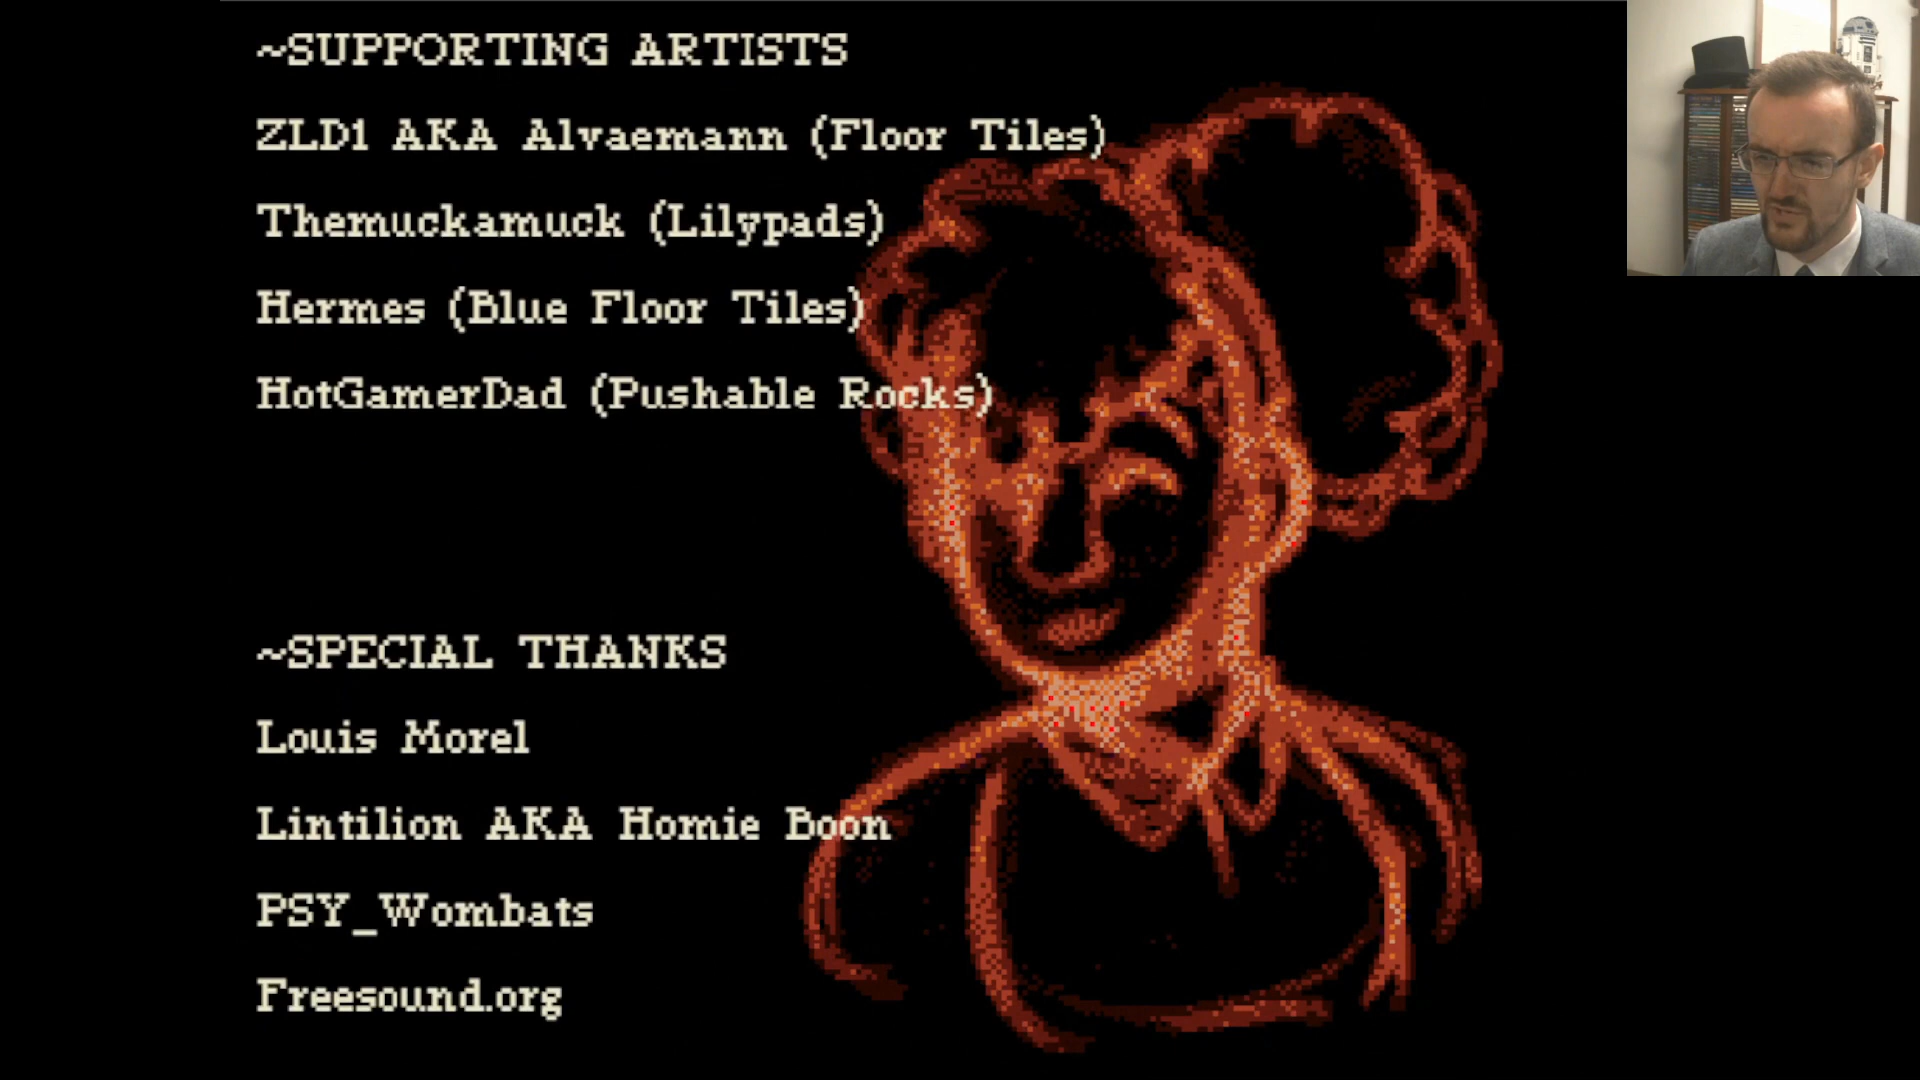 ~SUPPORTING ARTISTS
ZLD1 AKA Alvaemann (Floor Tiles)
Themuckamuck (Lilypads)
Hermes (Blue Floor Tiles)
HotGamerDad (Pushable Rocks)
~SPECIAL THANKS
Louis Morel
Lintilion AKA Homie Boon
PSY_Wombats
Freesound.org